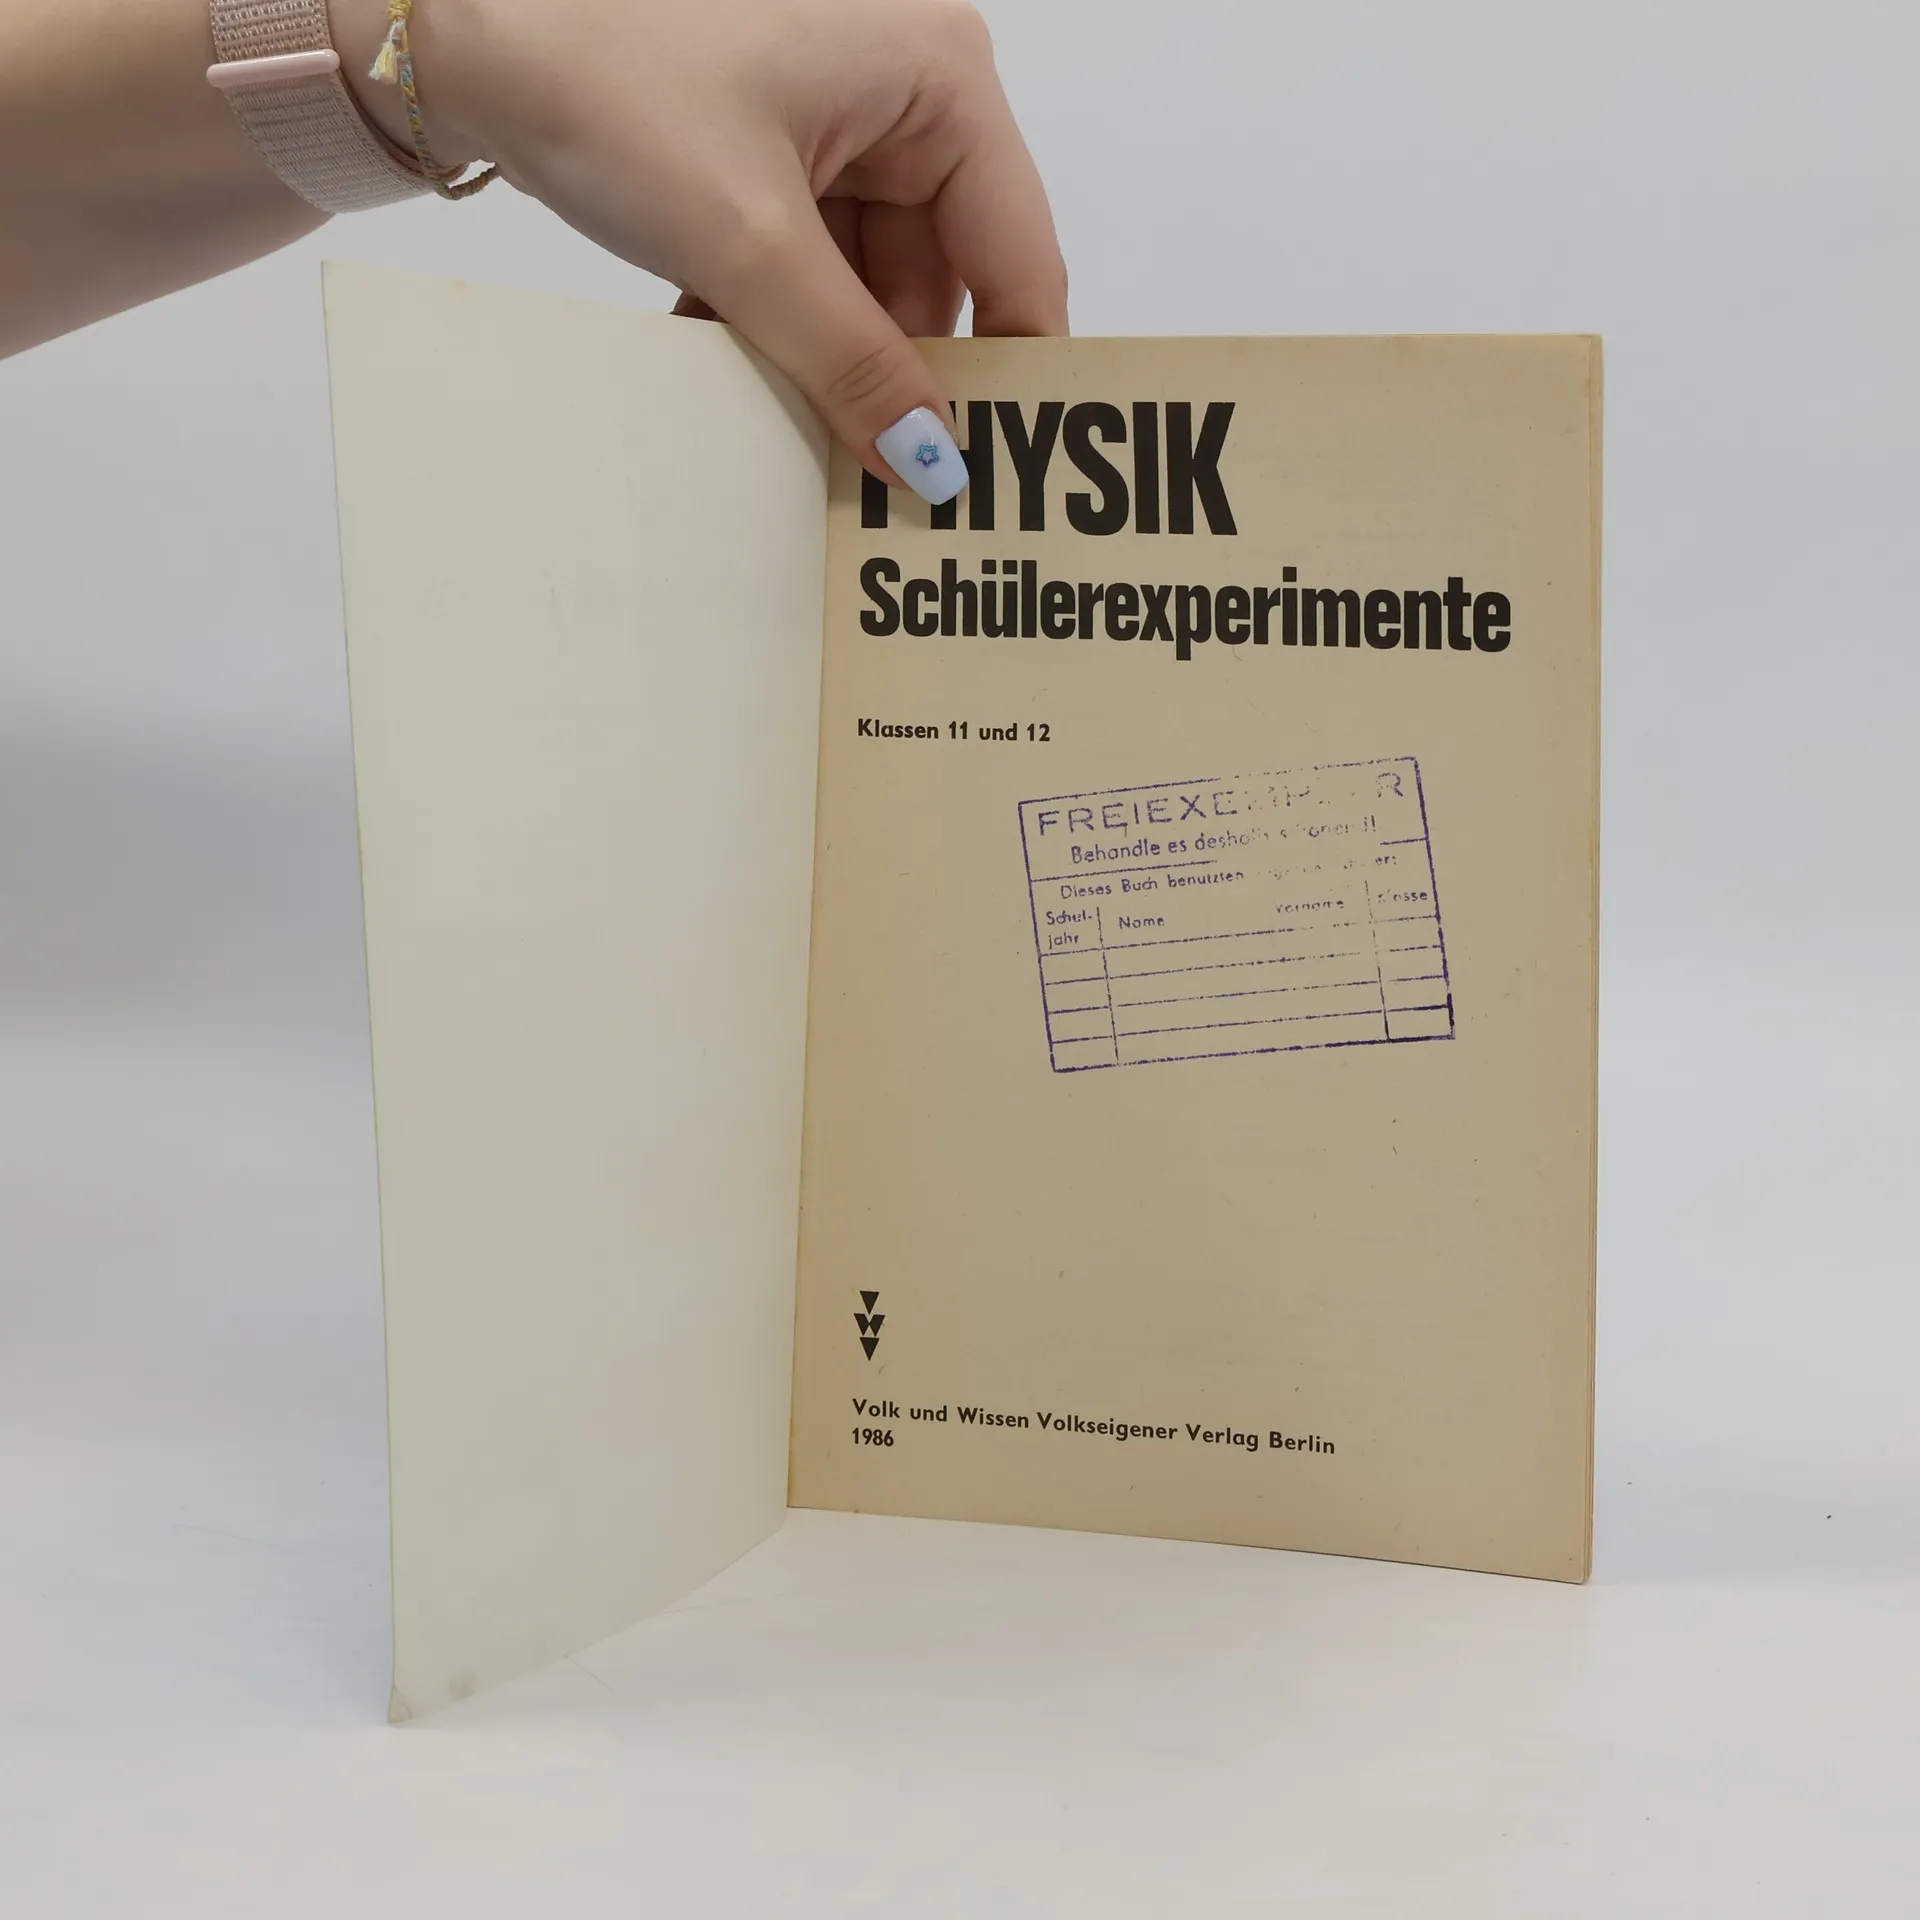 PHYSIK
Schülerexperimente
Klassen 11 und 12
FREIEXEMPLAR
Behandle es deshalb schonend!!
Dieses Buch benutzten
Schul-
jahr Name Vorname Klasse
Volk und Wissen Volkseigener Verlag Berlin
1986